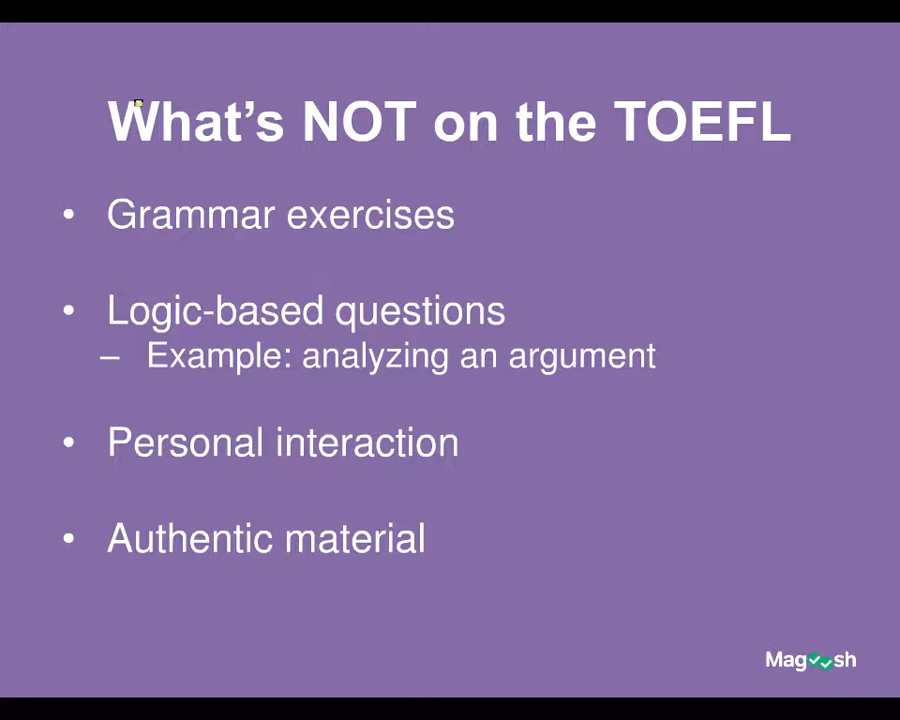 What’s NOT on the TOEFL
• Grammar exercises
• Logic-based questions
– Example: analyzing an argument
• Personal interaction
• Authentic material
Magoosh